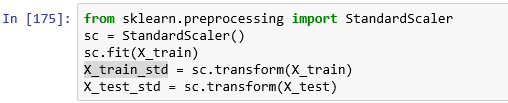 In [175]: from sklearn.preprocessing import StandardScaler
sc = StandardScaler()
sc.fit(X_train)
X_train_std = sc.transform(X_train)
X_test_std = sc.transform(X_test)